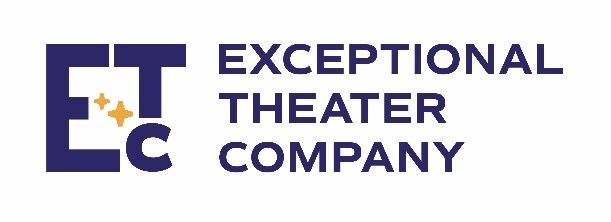 ETC
EXCEPTIONAL
THEATER
COMPANY